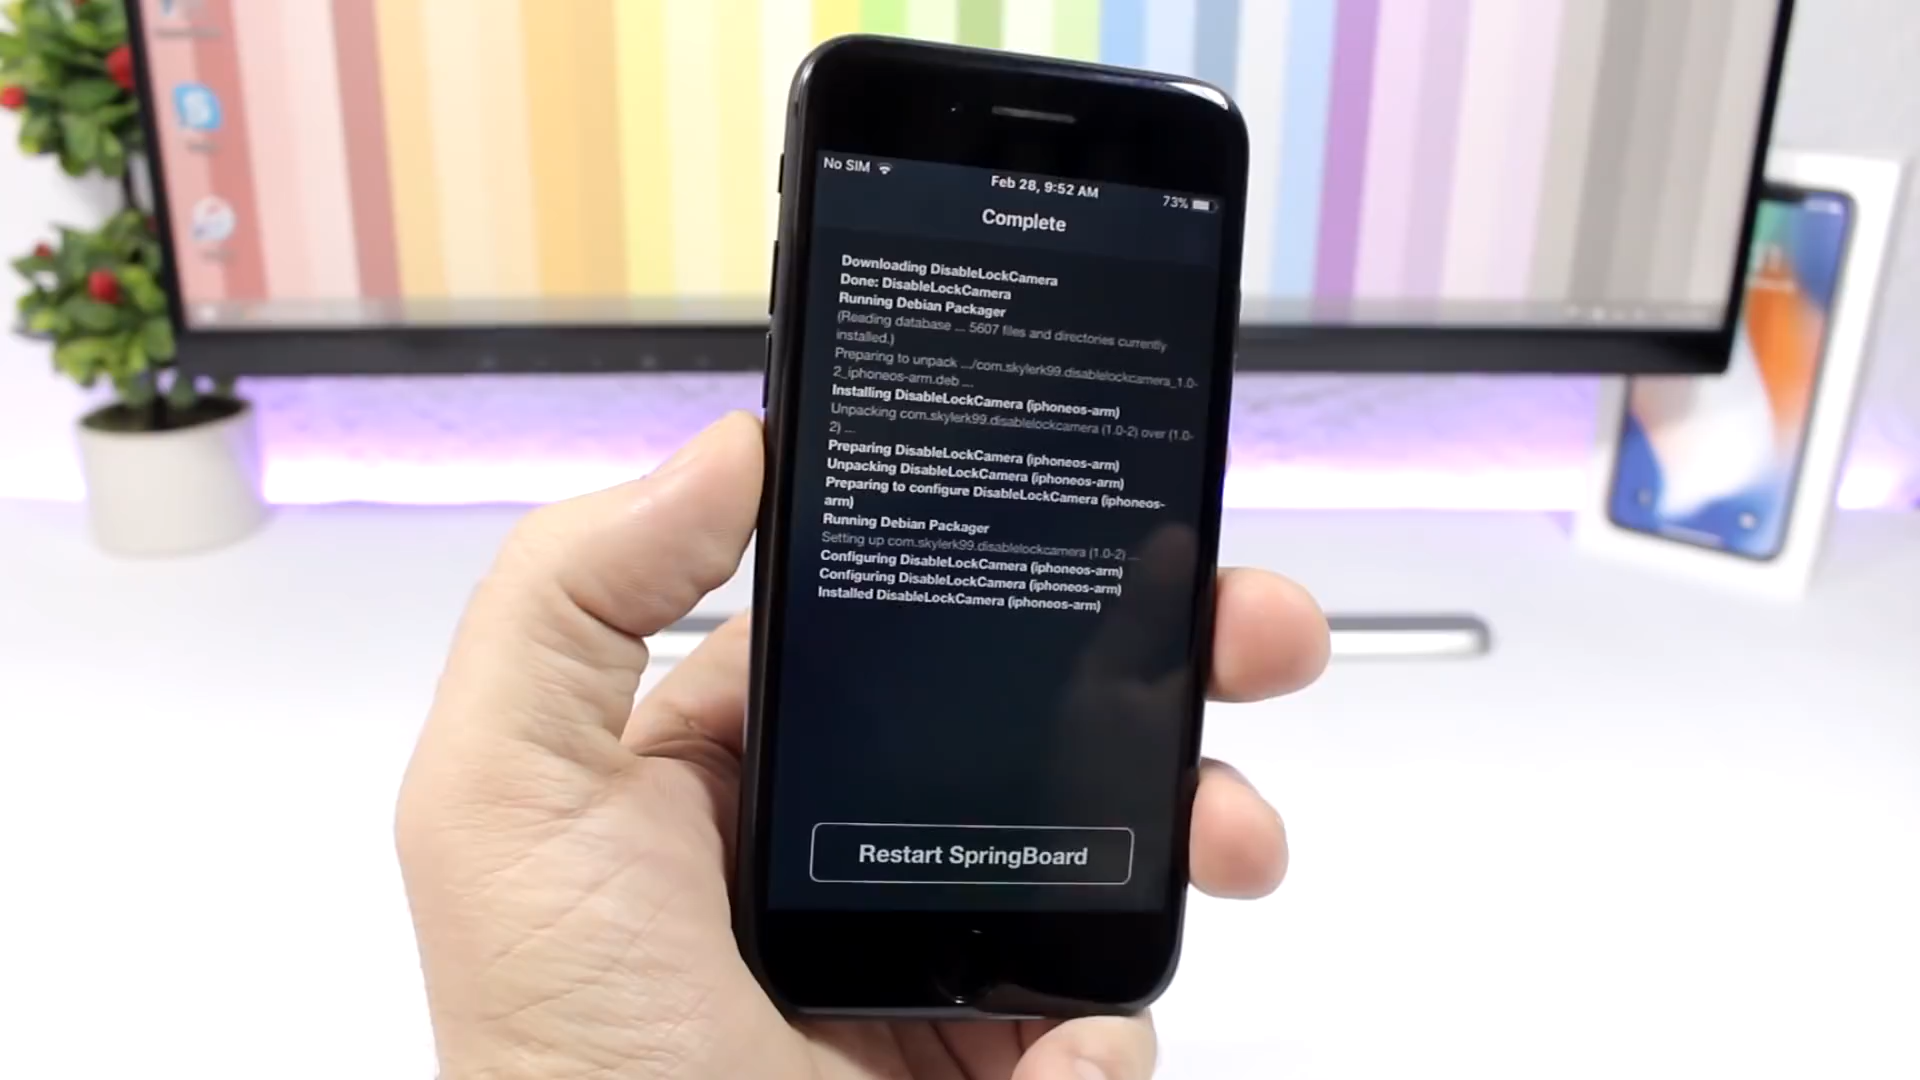 No SIM
Feb 28, 9:52 AM
73%
Complete
Downloading DisableLockCamera
Done: DisableLockCamera
Running Debian Packager
(Reading database ... 5607 files and directories currently
installed.)
Preparing to unpack .../com.skylerk99.disablelockcamera_1.0-
2_iphoneos-arm.deb ...
Installing DisableLockCamera (iphoneos-arm)
Unpacking com.skylerk99.disablelockcamera (1.0-2) over (1.0-
2) ...
Preparing DisableLockCamera (iphoneos-arm)
Unpacking DisableLockCamera (iphoneos-arm)
Preparing to configure DisableLockCamera (iphoneos-
arm)
Running Debian Packager
Setting up com.skylerk99.disablelockcamera (1.0-2) ...
Configuring DisableLockCamera (iphoneos-arm)
Configuring DisableLockCamera (iphoneos-arm)
Installed DisableLockCamera (iphoneos-arm)
Restart SpringBoard